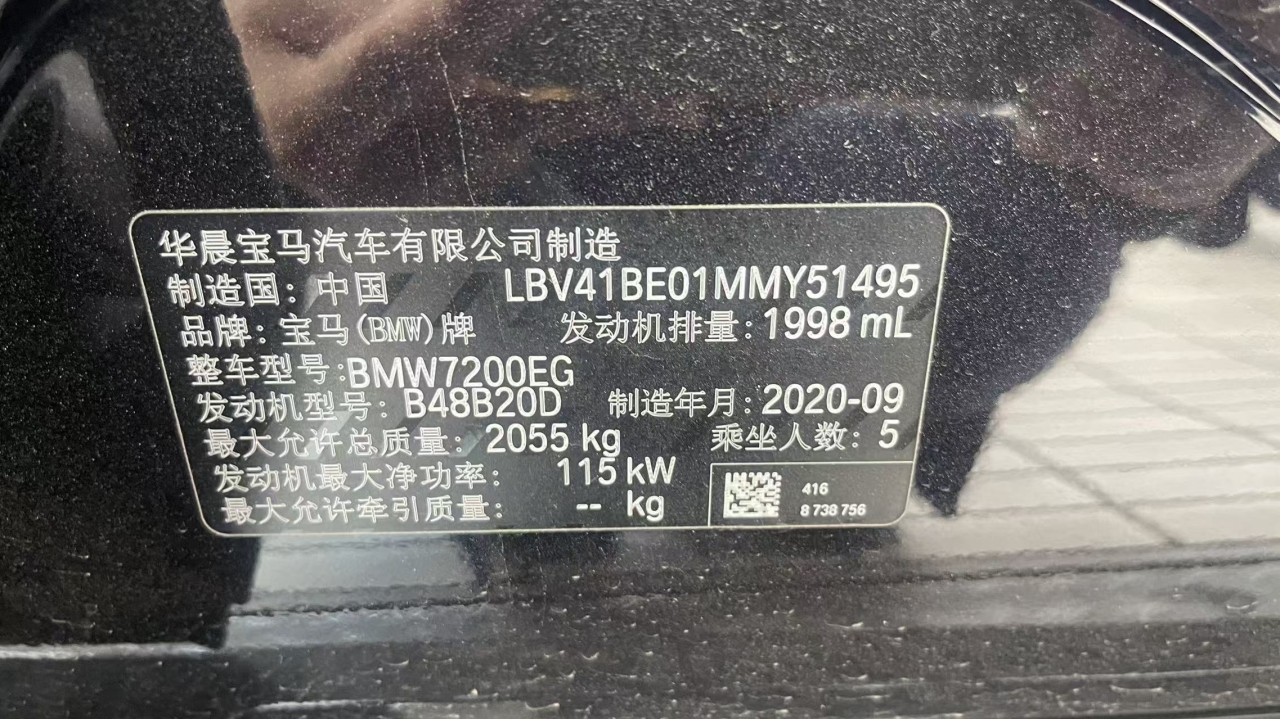 华晨宝马汽车有限公司制造
制造国：中国 LBV41BE01MMY51495
品牌：宝马(BMW)牌 发动机排量：1998 mL
整车型号:BMW7200EG
发动机型号：B48B20D 制造年月：2020-09
最大允许总质量：2055 kg 乘坐人数：5
发动机最大净功率：115 kW
最大允许牵引质量：-- kg
416
8 738 756